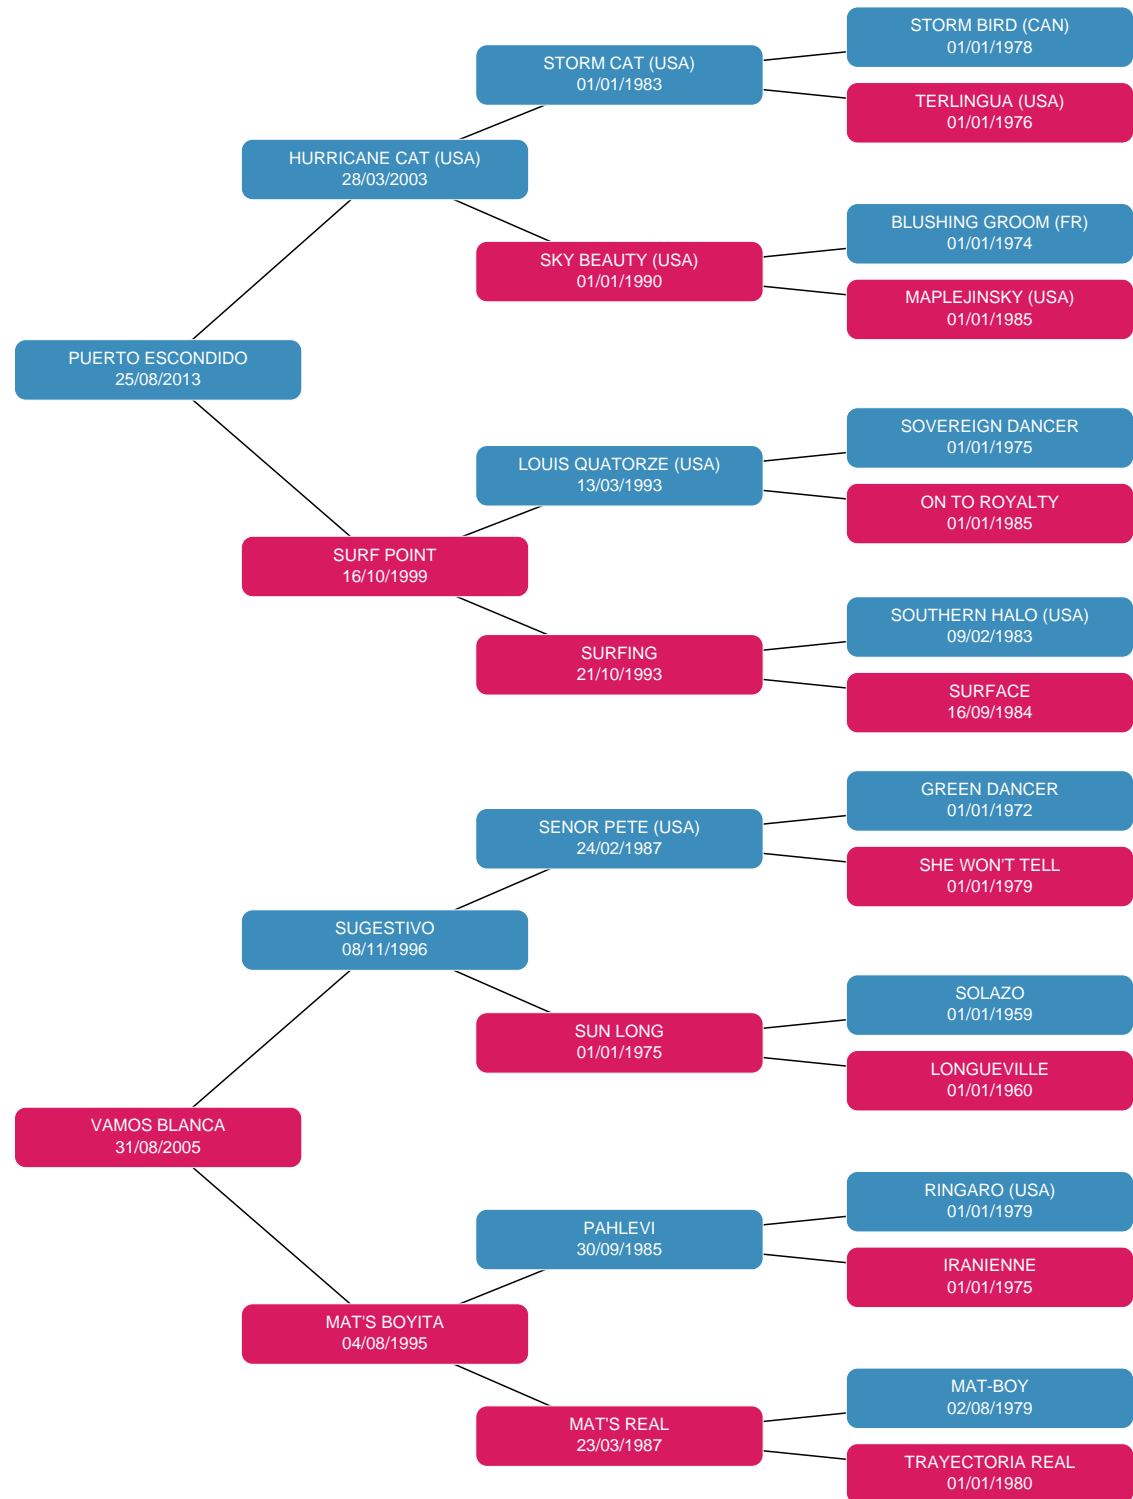 STORM BIRD (CAN)
01/01/1978
STORM CAT (USA)
01/01/1983
TERLINGUA (USA)
01/01/1976
HURRICANE CAT (USA)
28/03/2003
BLUSHING GROOM (FR)
01/01/1974
SKY BEAUTY (USA)
01/01/1990
MAPLEJINSKY (USA)
01/01/1985
PUERTO ESCONDIDO
25/08/2013
SOVEREIGN DANCER
01/01/1975
LOUIS QUATORZE (USA)
13/03/1993
ON TO ROYALTY
01/01/1985
SURF POINT
16/10/1999
SOUTHERN HALO (USA)
09/02/1983
SURFING
21/10/1993
SURFACE
16/09/1984
GREEN DANCER
01/01/1972
SENOR PETE (USA)
24/02/1987
SHE WON'T TELL
01/01/1979
SUGESTIVO
08/11/1996
SOLAZO
01/01/1959
SUN LONG
01/01/1975
LONGUEVILLE
01/01/1960
VAMOS BLANCA
31/08/2005
RINGARO (USA)
01/01/1979
PAHLEVI
30/09/1985
IRANIENNE
01/01/1975
MAT'S BOYITA
04/08/1995
MAT-BOY
02/08/1979
MAT'S REAL
23/03/1987
TRAYECTORIA REAL
01/01/1980